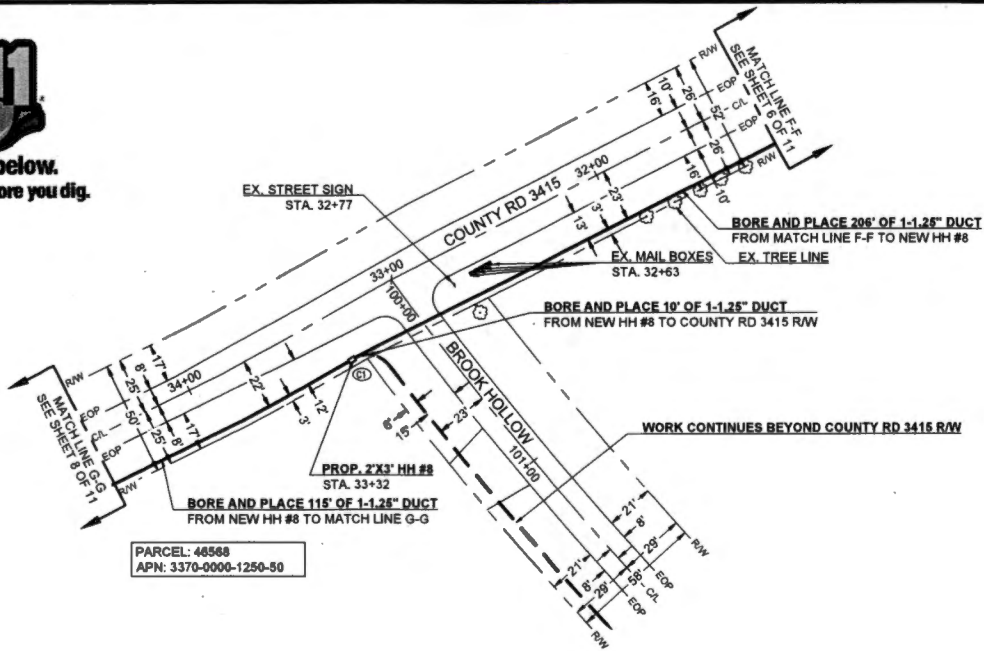 below.
ore you dig.
EX. STREET SIGN
STA. 32+77
COUNTY RD 3415
32+00
33+00
100+00
34+00
R/W
EOP
C/L
EOP
R/W
MATCH LINE F-F
SEE SHEET 6 OF 11
10'
16'
26'
52'
26'
16'
10'
23'
3'
13'
BORE AND PLACE 206' OF 1-1.25" DUCT
FROM MATCH LINE F-F TO NEW HH #8
EX. TREE LINE
EX. MAIL BOXES
STA. 32+63
BORE AND PLACE 10' OF 1-1.25" DUCT
FROM NEW HH #8 TO COUNTY RD 3415 R/W
BROOK HOLLOW
101+00
WORK CONTINUES BEYOND COUNTY RD 3415 R/W
R/W
EOP
C/L
EOP
R/W
MATCH LINE G-G
SEE SHEET 8 OF 11
17'
8'
25'
50'
25'
8'
17'
22'
12'
3'
C1
23'
6'
15'
PROP. 2'X3' HH #8
STA. 33+32
BORE AND PLACE 115' OF 1-1.25" DUCT
FROM NEW HH #8 TO MATCH LINE G-G
PARCEL: 46568
APN: 3370-0000-1250-50
21'
8'
29'
58'
21'
8'
29'
R/W
EOP
C/L
EOP
R/W